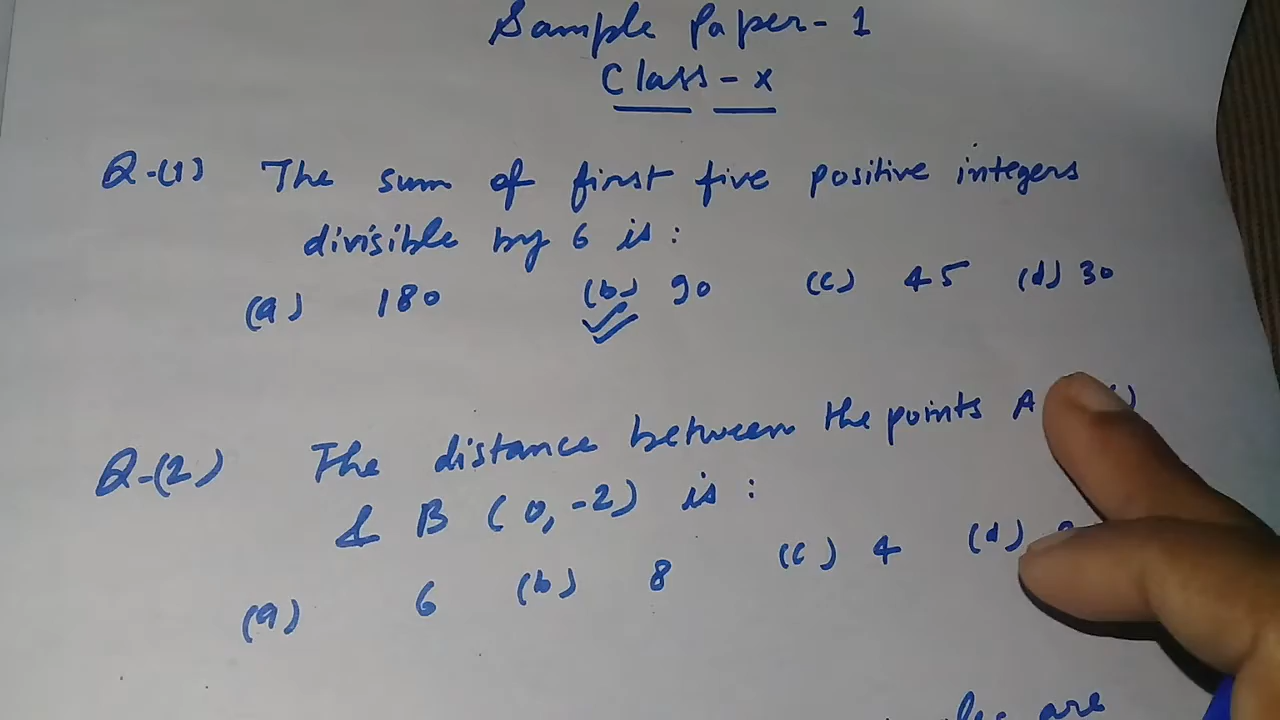 Sample Paper - 1
Class - X
Q-(1) The sum of first five positive integers
divisible by 6 is :
(a) 180 (b) 90 (c) 45 (d) 30
Q-(2) The distance between the points A
& B (0, -2) is :
(a) 6 (b) 8 (c) 4 (d)
are